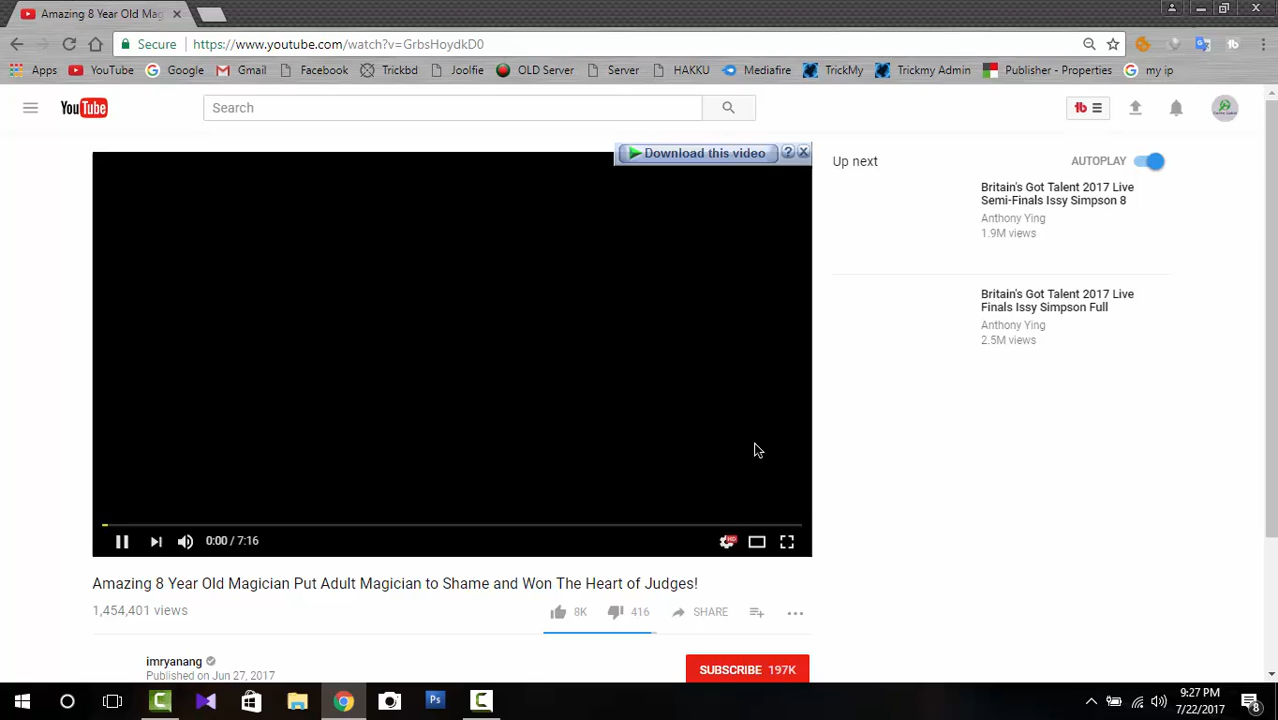 Amazing 8 Year Old Mag
Secure https://www.youtube.com/watch?v=GrbsHoydkD0
Apps YouTube Google Gmail Facebook Trickbd Joolfie OLD Server Server HAKKU Mediafire TrickMy Trickmy Admin Publisher - Properties my ip
YouTube Search
Download this video ? X
Up next AUTOPLAY
Britain's Got Talent 2017 Live
Semi-Finals Issy Simpson 8
Anthony Ying
1.9M views
Britain's Got Talent 2017 Live
Finals Issy Simpson Full
Anthony Ying
2.5M views
0:00 / 7:16 HD
Amazing 8 Year Old Magician Put Adult Magician to Shame and Won The Heart of Judges!
1,454,401 views 8K 416 SHARE
imryanang
Published on Jun 27, 2017
SUBSCRIBE 197K
Ps
9:27 PM
7/22/2017
8